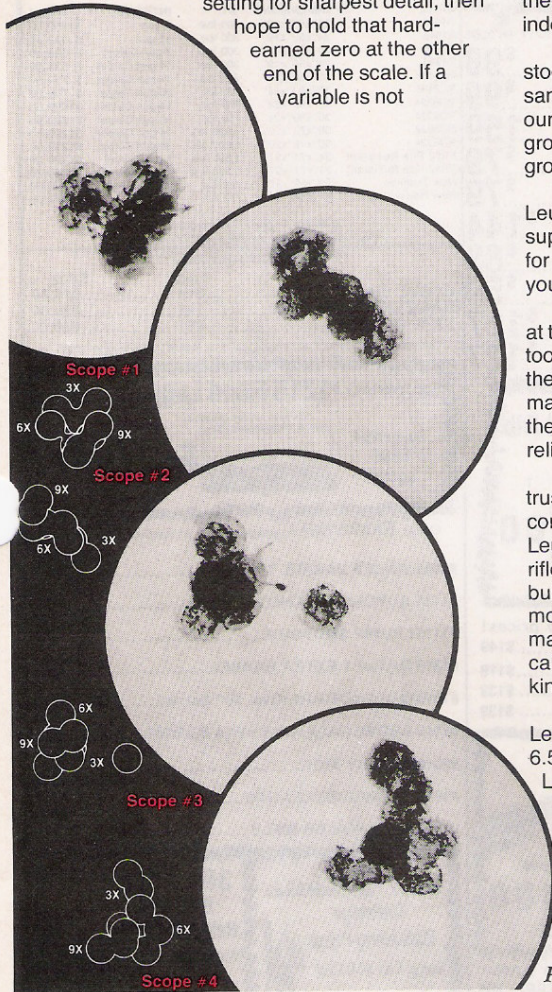 setting for sharpest detail, then
hope to hold that hard-
earned zero at the other
end of the scale. If a
variable is not
Scope #1
3X
6X
9X
Scope #2
9X
6X
3X
6X
9X
3X
Scope #3
3X
6X
9X
Scope #4
the
inde
sto
san
our
gro
gro
Leu
sup
for
you
at t
too
the
ma
the
reli
trus
con
Leu
rifle
bu
mo
ma
ca
kin
Le
6.5
L